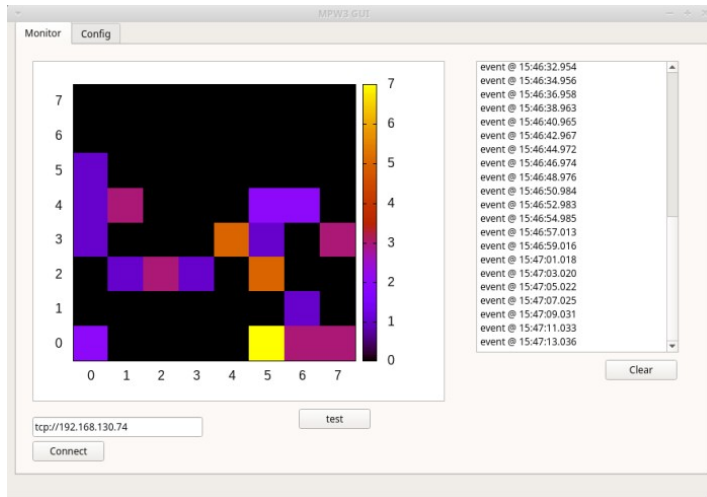 MPW3 GUI
Monitor Config
7
6
5
4
3
2
1
0
0 1 2 3 4 5 6 7
7
6
5
4
3
2
1
0
event @ 15:46:32.954
event @ 15:46:34.956
event @ 15:46:36.958
event @ 15:46:38.963
event @ 15:46:40.965
event @ 15:46:42.967
event @ 15:46:44.972
event @ 15:46:46.974
event @ 15:46:48.976
event @ 15:46:50.984
event @ 15:46:52.983
event @ 15:46:54.985
event @ 15:46:57.013
event @ 15:46:59.016
event @ 15:47:01.018
event @ 15:47:03.020
event @ 15:47:05.022
event @ 15:47:07.025
event @ 15:47:09.031
event @ 15:47:11.033
event @ 15:47:13.036
Clear
test
tcp://192.168.130.74
Connect